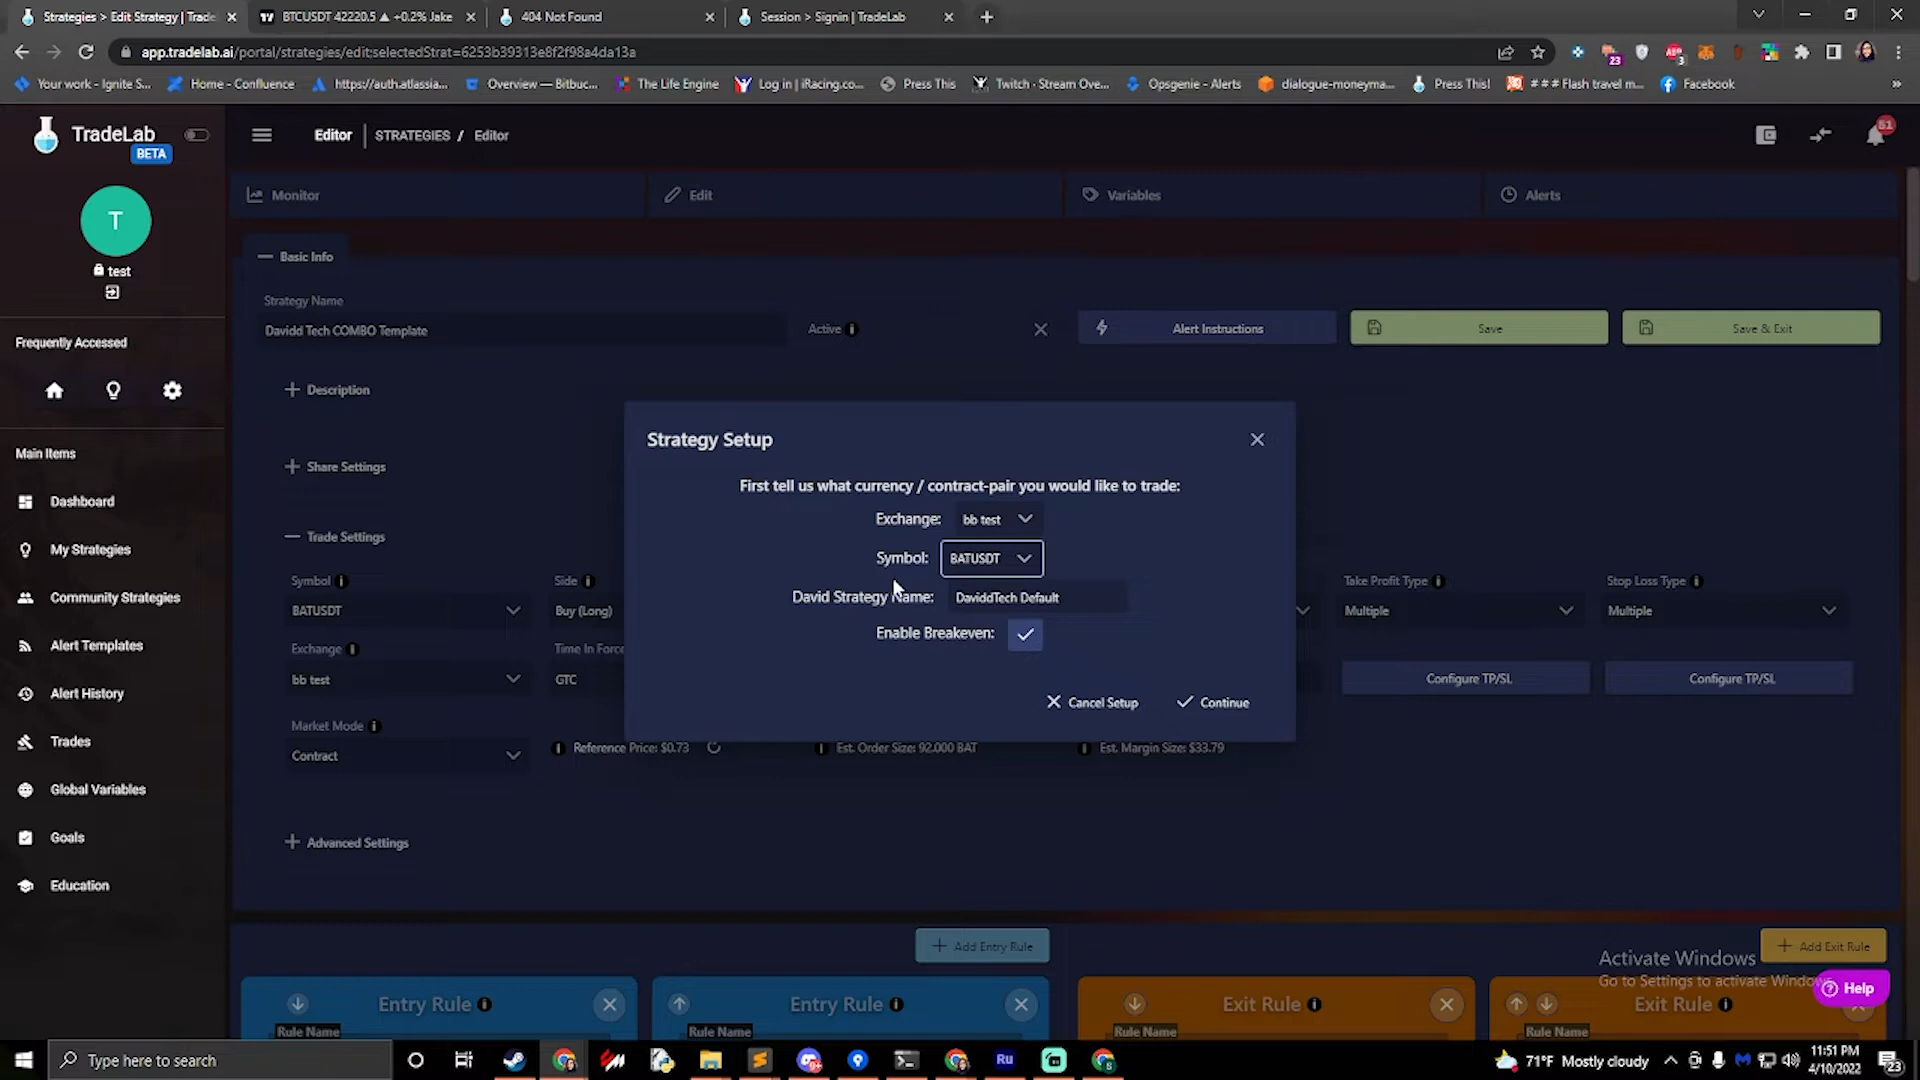 Strategies > Edit Strategy | Trade
BTCUSDT 42220.5 ▲ +0.2% Jake
404 Not Found
Session > Signin | TradeLab
app.tradelab.ai/portal/strategies/edit;selectedStrat=6253b39313e8f2f98a4da13a
23
3
Your work - Ignite S...
Home - Confluence
https://auth.atlassia...
Overview — Bitbuc...
The Life Engine
Log in | iRacing.co...
Press This
Twitch - Stream Ove...
Opsgenie - Alerts
dialogue-moneyma...
Press This!
# # # Flash travel m...
Facebook
»
TradeLab
BETA
Editor
STRATEGIES / Editor
51
T
test
Monitor
Edit
Variables
Alerts
Basic Info
Strategy Name
Davidd Tech COMBO Template
Active
Alert Instructions
Save
Save & Exit
Frequently Accessed
Description
Share Settings
Trade Settings
Strategy Setup
First tell us what currency / contract-pair you would like to trade:
Exchange: bb test
Symbol: BATUSDT
David Strategy Name: DaviddTech Default
Enable Breakeven:
Cancel Setup
Continue
Main Items
Dashboard
My Strategies
Community Strategies
Alert Templates
Alert History
Trades
Global Variables
Goals
Education
Symbol
BATUSDT
Side
Buy (Long)
Take Profit Type
Multiple
Stop Loss Type
Multiple
Exchange
bb test
Time In Force
GTC
Configure TP/SL
Configure TP/SL
Market Mode
Contract
Reference Price: $0.73
Est. Order Size: 92.000 BAT
Est. Margin Size: $33.79
Advanced Settings
Add Entry Rule
Add Exit Rule
Activate Windows
Go to Settings to activate Windows
Help
Entry Rule
Entry Rule
Exit Rule
Exit Rule
Rule Name
Rule Name
Rule Name
Rule Name
Type here to search
Ru
71°F Mostly cloudy
11:51 PM
4/10/2022
23